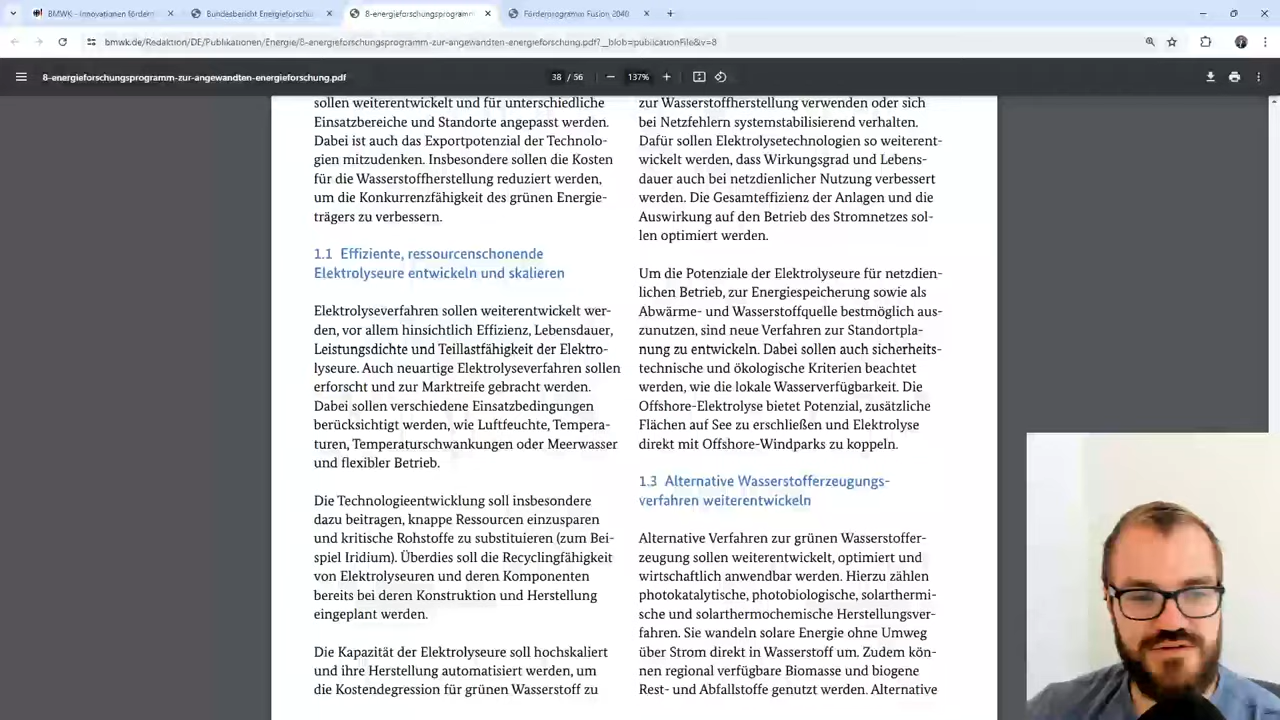 BMWK - Innovationen fördern
Bundesbericht Energieforschu
8-energieforschungsprogramm
Förderprogramm Fusion 2040
bmwk.de/Redaktion/DE/Publikationen/Energie/8-energieforschungsprogramm-zur-angewandten-energieforschung.pdf?__blob=publicationFile&v=8
8-energieforschungsprogramm-zur-angewandten-energieforschung.pdf
38 / 56
137%
sollen weiterentwickelt und für unterschiedliche
Einsatzbereiche und Standorte angepasst werden.
Dabei ist auch das Exportpotenzial der Technolo-
gien mitzudenken. Insbesondere sollen die Kosten
für die Wasserstoffherstellung reduziert werden,
um die Konkurrenzfähigkeit des grünen Energie-
trägers zu verbessern.
1.1 Effiziente, ressourcenschonende
Elektrolyseure entwickeln und skalieren
Elektrolyseverfahren sollen weiterentwickelt wer-
den, vor allem hinsichtlich Effizienz, Lebensdauer,
Leistungsdichte und Teillastfähigkeit der Elektro-
lyseure. Auch neuartige Elektrolyseverfahren sollen
erforscht und zur Marktreife gebracht werden.
Dabei sollen verschiedene Einsatzbedingungen
berücksichtigt werden, wie Luftfeuchte, Tempera-
turen, Temperaturschwankungen oder Meerwasser
und flexibler Betrieb.
Die Technologieentwicklung soll insbesondere
dazu beitragen, knappe Ressourcen einzusparen
und kritische Rohstoffe zu substituieren (zum Bei-
spiel Iridium). Überdies soll die Recyclingfähigkeit
von Elektrolyseuren und deren Komponenten
bereits bei deren Konstruktion und Herstellung
eingeplant werden.
Die Kapazität der Elektrolyseure soll hochskaliert
und ihre Herstellung automatisiert werden, um
die Kostendegression für grünen Wasserstoff zu
zur Wasserstoffherstellung verwenden oder sich
bei Netzfehlern systemstabilisierend verhalten.
Dafür sollen Elektrolysetechnologien so weiterent-
wickelt werden, dass Wirkungsgrad und Lebens-
dauer auch bei netzdienlicher Nutzung verbessert
werden. Die Gesamteffizienz der Anlagen und die
Auswirkung auf den Betrieb des Stromnetzes sol-
len optimiert werden.
Um die Potenziale der Elektrolyseure für netzdien-
lichen Betrieb, zur Energiespeicherung sowie als
Abwärme- und Wasserstoffquelle bestmöglich aus-
zunutzen, sind neue Verfahren zur Standortpla-
nung zu entwickeln. Dabei sollen auch sicherheits-
technische und ökologische Kriterien beachtet
werden, wie die lokale Wasserverfügbarkeit. Die
Offshore-Elektrolyse bietet Potenzial, zusätzliche
Flächen auf See zu erschließen und Elektrolyse
direkt mit Offshore-Windparks zu koppeln.
1.3 Alternative Wasserstofferzeugungs-
verfahren weiterentwickeln
Alternative Verfahren zur grünen Wasserstoffer-
zeugung sollen weiterentwickelt, optimiert und
wirtschaftlich anwendbar werden. Hierzu zählen
photokatalytische, photobiologische, solarthermi-
sche und solarthermochemische Herstellungsver-
fahren. Sie wandeln solare Energie ohne Umweg
über Strom direkt in Wasserstoff um. Zudem kön-
nen regional verfügbare Biomasse und biogene
Rest- und Abfallstoffe genutzt werden. Alternative